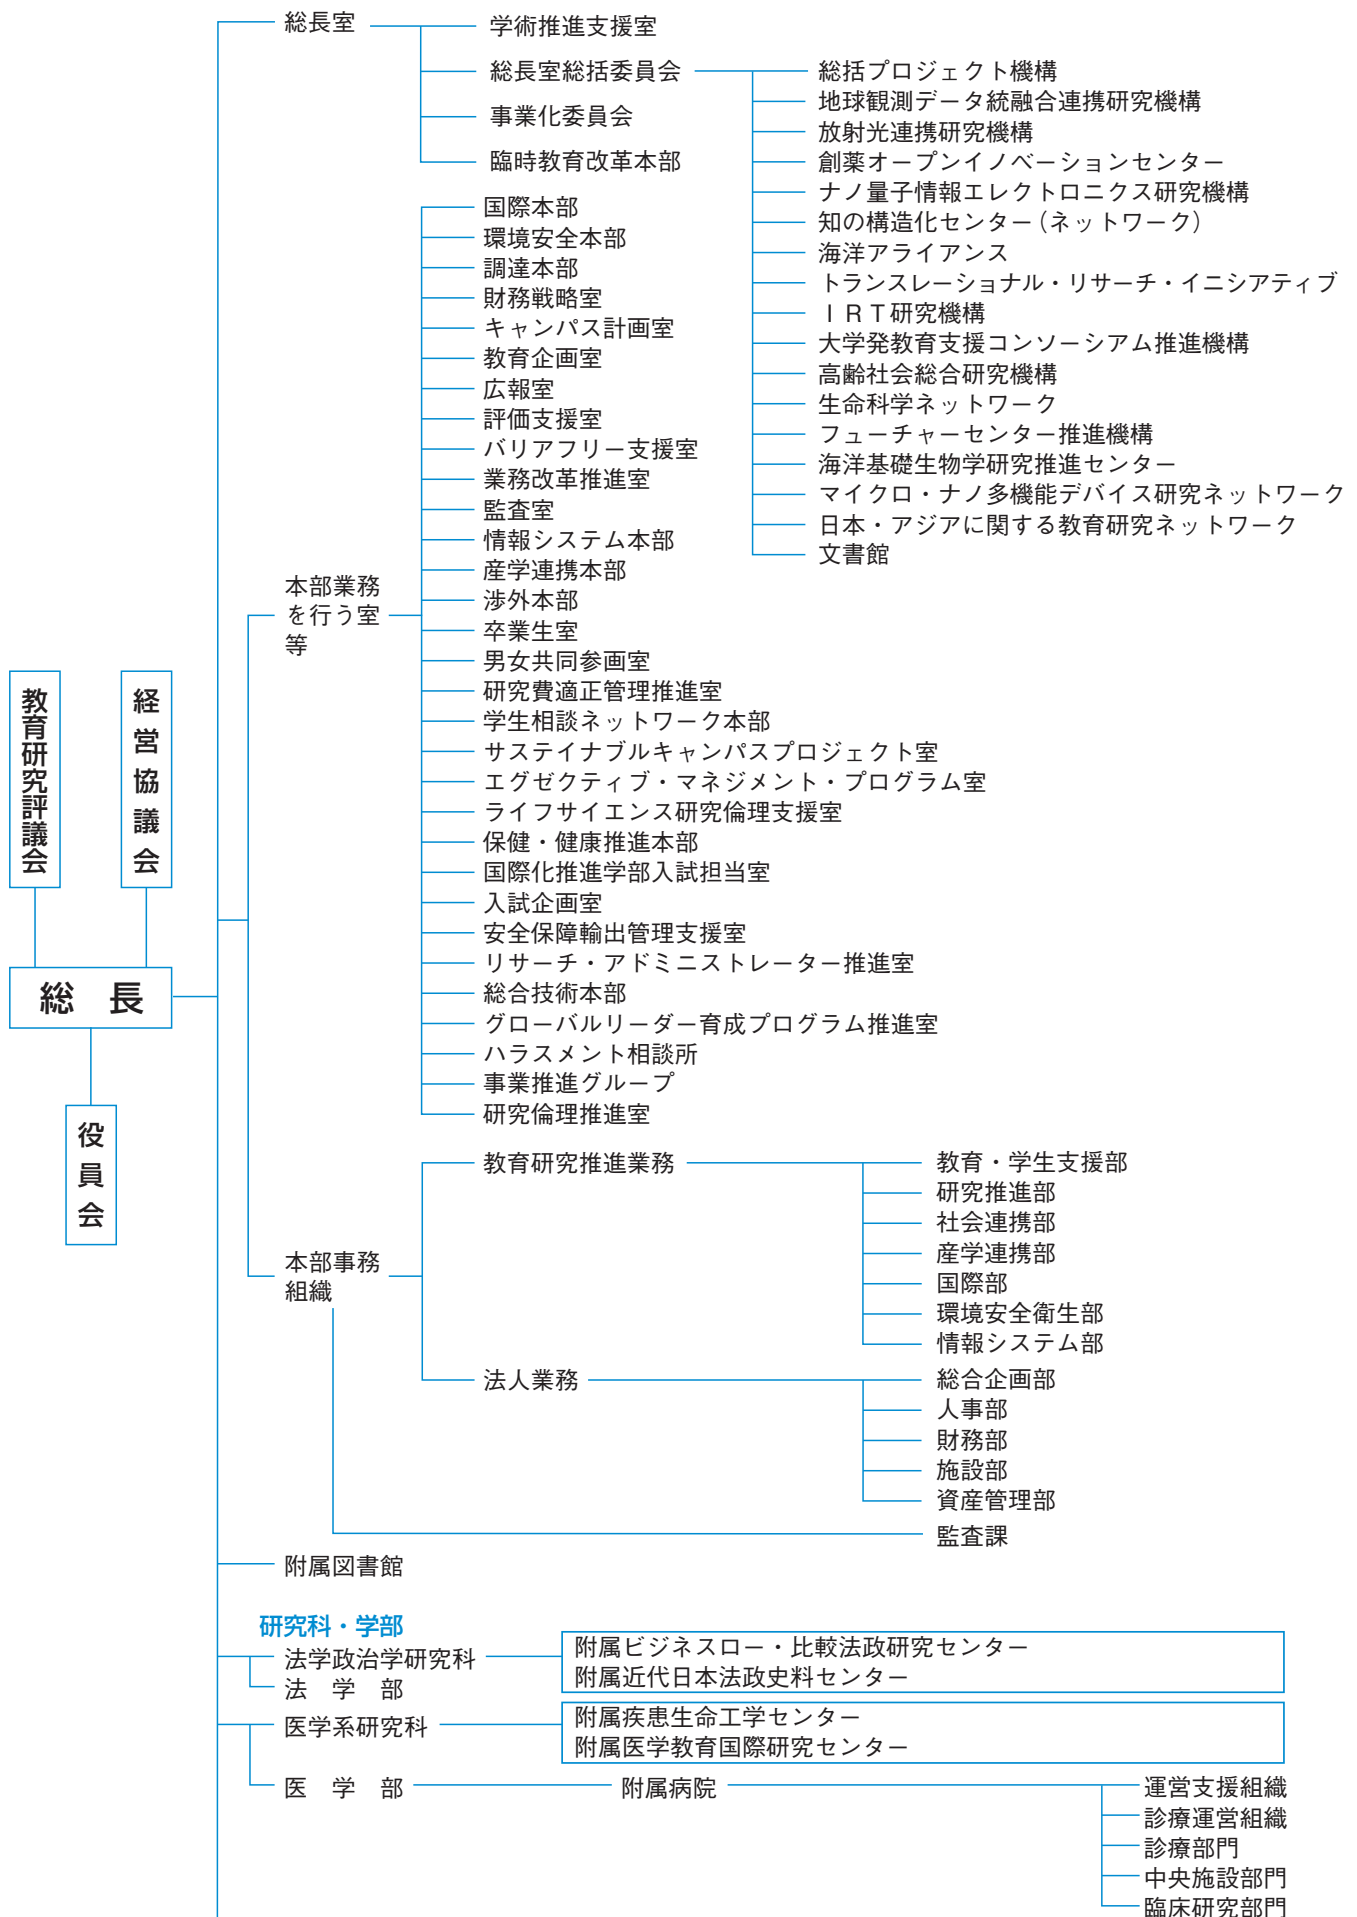 総長室
学術推進支援室
総長室総括委員会
事業化委員会
臨時教育改革本部
総括プロジェクト機構
地球観測データ統融合連携研究機構
放射光連携研究機構
創薬オープンイノベーションセンター
ナノ量子情報エレクトロニクス研究機構
知の構造化センター(ネットワーク)
海洋アライアンス
トランスレーショナル・リサーチ・イニシアティブ
ＩＲＴ研究機構
大学発教育支援コンソーシアム推進機構
高齢社会総合研究機構
生命科学ネットワーク
フューチャーセンター推進機構
海洋基礎生物学研究推進センター
マイクロ・ナノ多機能デバイス研究ネットワーク
日本・アジアに関する教育研究ネットワーク
文書館
本部業務
を行う室
等
国際本部
環境安全本部
調達本部
財務戦略室
キャンパス計画室
教育企画室
広報室
評価支援室
バリアフリー支援室
業務改革推進室
監査室
情報システム本部
産学連携本部
渉外本部
卒業生室
男女共同参画室
研究費適正管理推進室
学生相談ネットワーク本部
サステイナブルキャンパスプロジェクト室
エグゼクティブ・マネジメント・プログラム室
ライフサイエンス研究倫理支援室
保健・健康推進本部
国際化推進学部入試担当室
入試企画室
安全保障輸出管理支援室
リサーチ・アドミニストレーター推進室
総合技術本部
グローバルリーダー育成プログラム推進室
ハラスメント相談所
事業推進グループ
研究倫理推進室
教育研究評議会
経営協議会
総　長
役員会
本部事務
組織
教育研究推進業務
教育・学生支援部
研究推進部
社会連携部
産学連携部
国際部
環境安全衛生部
情報システム部
法人業務
総合企画部
人事部
財務部
施設部
資産管理部
監査課
附属図書館
研究科・学部
法学政治学研究科
法　学　部
附属ビジネスロー・比較法政研究センター
附属近代日本法政史料センター
医学系研究科
附属疾患生命工学センター
附属医学教育国際研究センター
医　学　部
附属病院
運営支援組織
診療運営組織
診療部門
中央施設部門
臨床研究部門